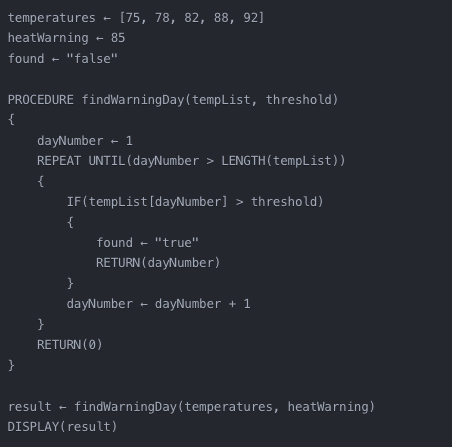 temperatures ← [75, 78, 82, 88, 92]
heatWarning ← 85
found ← "false"

PROCEDURE findWarningDay(tempList, threshold)
{
    dayNumber ← 1
    REPEAT UNTIL(dayNumber > LENGTH(tempList))
    {
        IF(tempList[dayNumber] > threshold)
        {
            found ← "true"
            RETURN(dayNumber)
        }
        dayNumber ← dayNumber + 1
    }
    RETURN(0)
}

result ← findWarningDay(temperatures, heatWarning)
DISPLAY(result)